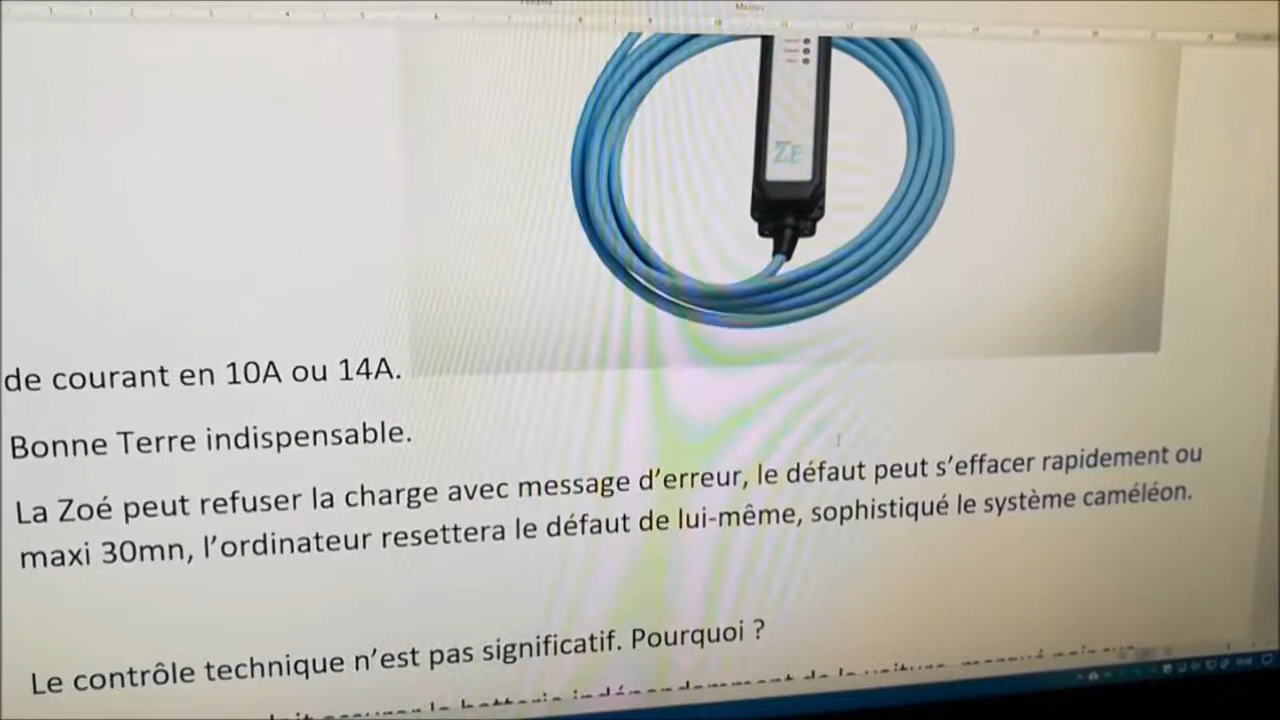 ZE
de courant en 10A ou 14A.
Bonne Terre indispensable.
La Zoé peut refuser la charge avec message d'erreur, le défaut peut s'effacer rapidement ou
maxi 30mn, l'ordinateur resettera le défaut de lui-même, sophistiqué le système caméléon.
Le contrôle technique n'est pas significatif. Pourquoi ?